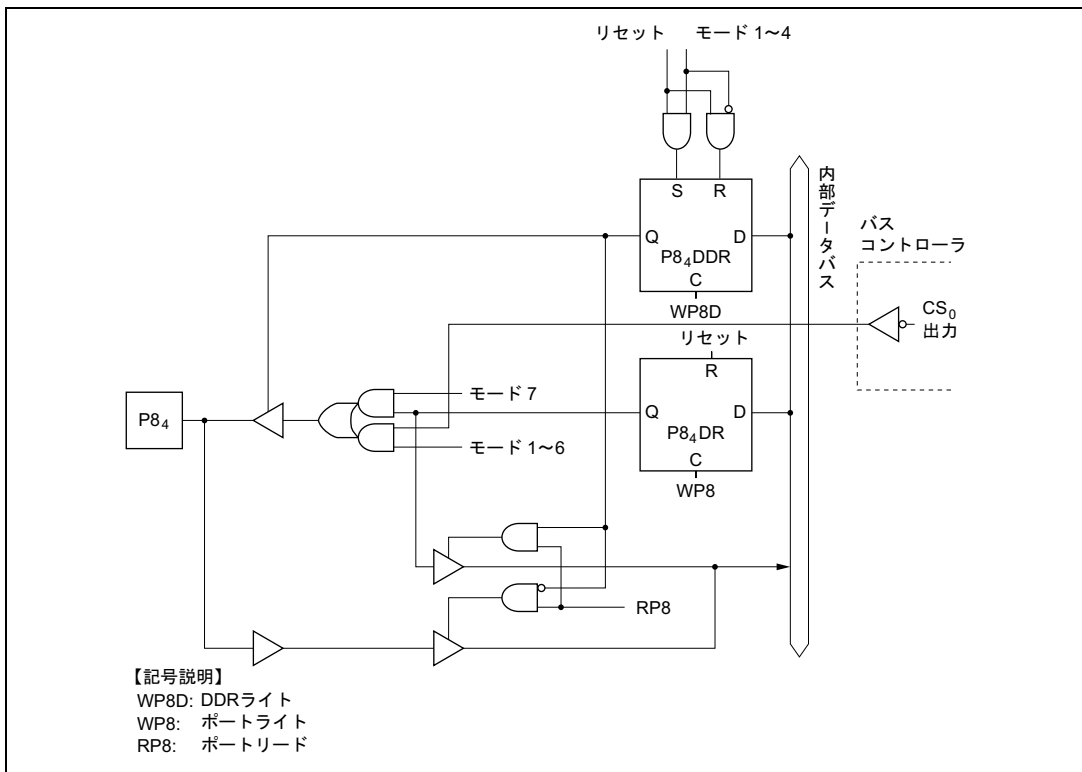 リセット モード 1～4
S R
Q D
P8₄DDR
C
WP8D
内部データバス
バス
コントローラ
CS₀
出力
リセット
R
Q D
P8₄DR
C
WP8
モード 7
P8₄
モード 1～6
RP8
【記号説明】
WP8D: DDRライト
WP8: ポートライト
RP8: ポートリード